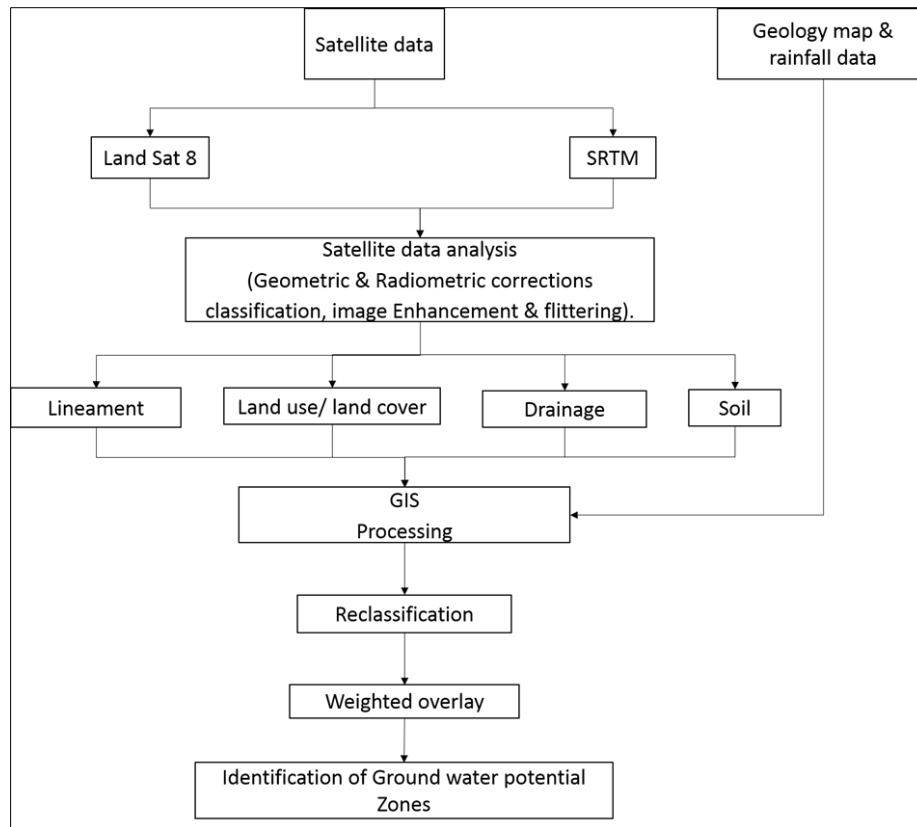 Satellite data
Geology map &
rainfall data
Land Sat 8
SRTM
Satellite data analysis
(Geometric & Radiometric corrections
classification, image Enhancement & flittering).
Lineament
Land use/ land cover
Drainage
Soil
GIS
Processing
Reclassification
Weighted overlay
Identification of Ground water potential
Zones